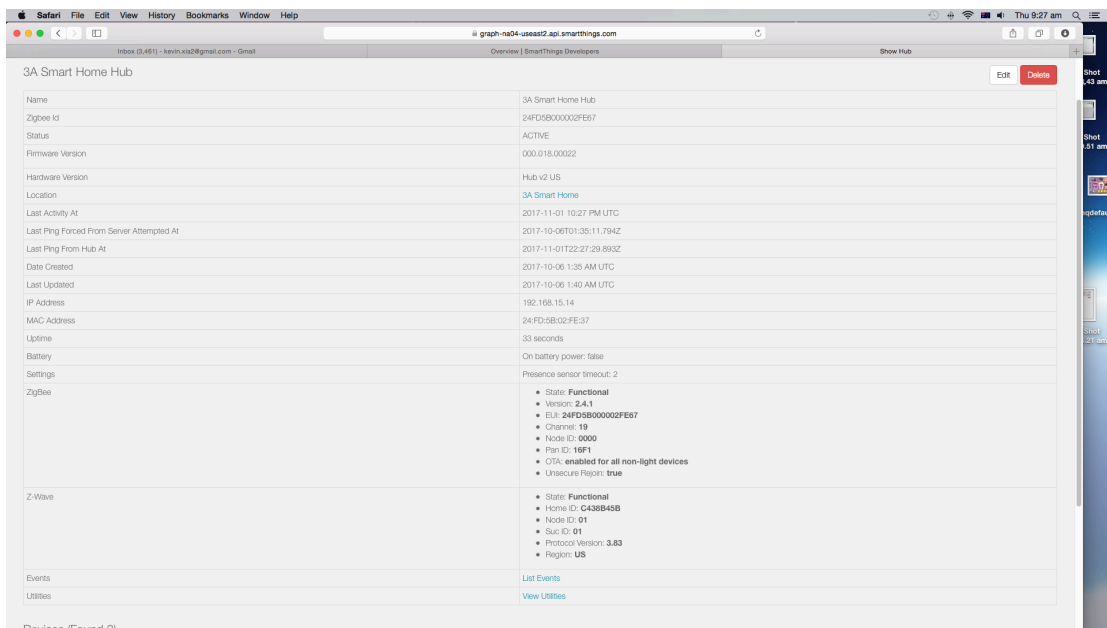 Safari File Edit View History Bookmarks Window Help Thu 9:27 am
graph-na04-useast2.api.smartthings.com
Inbox (3,461) - kevin.xia2@gmail.com - Gmail Overview | SmartThings Developers Show Hub
3A Smart Home Hub Edit Delete
Name 3A Smart Home Hub
Zigbee Id 24FD5B000002FE67
Status ACTIVE
Firmware Version 000.018.00022
Hardware Version Hub v2 US
Location 3A Smart Home
Last Activity At 2017-11-01 10:27 PM UTC
Last Ping Forced From Server Attempted At 2017-10-06T01:35:11.794Z
Last Ping From Hub At 2017-11-01T22:27:29.893Z
Date Created 2017-10-06 1:35 AM UTC
Last Updated 2017-10-06 1:40 AM UTC
IP Address 192.168.15.14
MAC Address 24:FD:5B:02:FE:37
Uptime 33 seconds
Battery On battery power: false
Settings Presence sensor timeout: 2
ZigBee State: Functional
Version: 2.4.1
EUI: 24FD5B000002FE67
Channel: 19
Node ID: 0000
Pan ID: 16F1
OTA: enabled for all non-light devices
Unsecure Rejoin: true
Z-Wave State: Functional
Home ID: C438B45B
Node ID: 01
Suc ID: 01
Protocol Version: 3.83
Region: US
Events List Events
Utilities View Utilities
Shot
.43 am
Shot
.51 am
Shot
.21 am